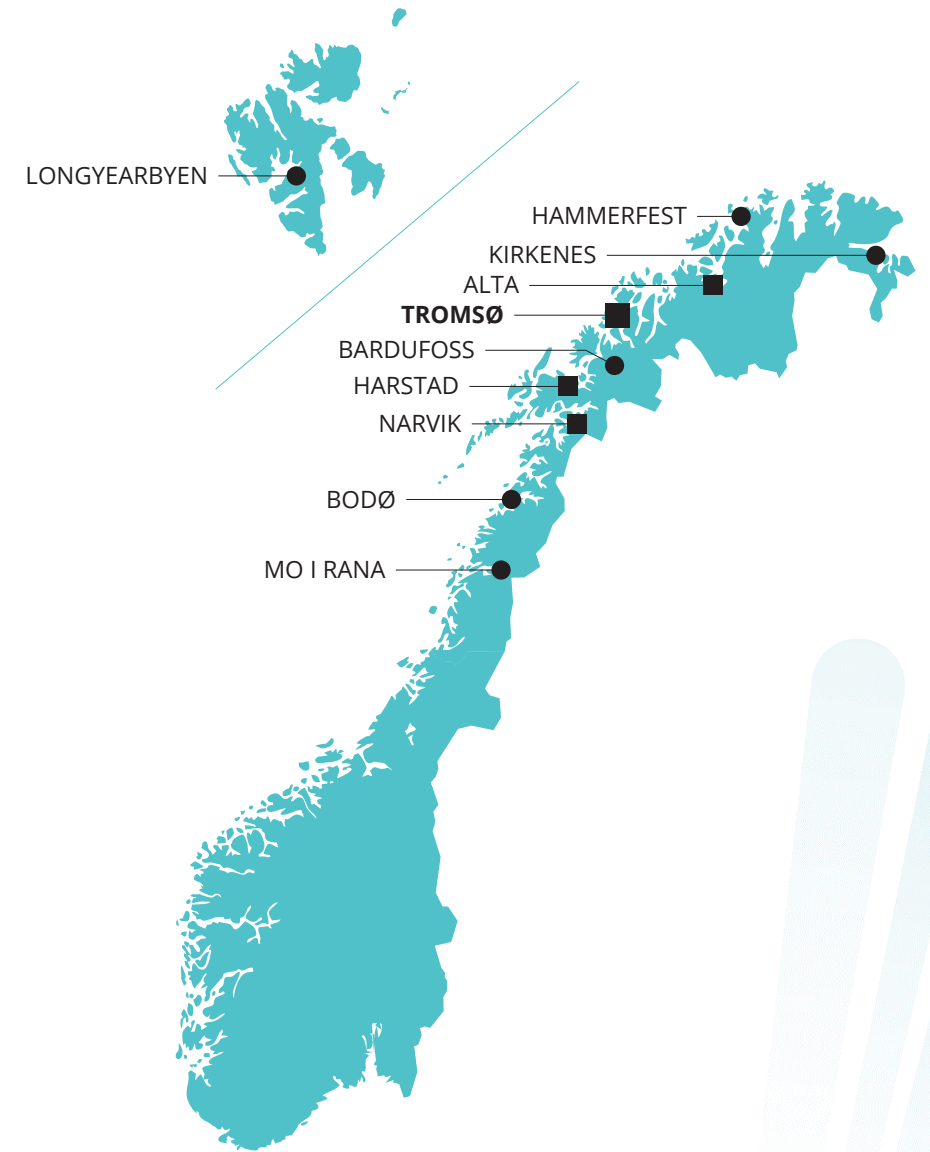 LONGYEARBYEN
HAMMERFEST
KIRKENES
ALTA
TROMSØ
BARDUFOSS
HARSTAD
NARVIK
BODØ
MO I RANA